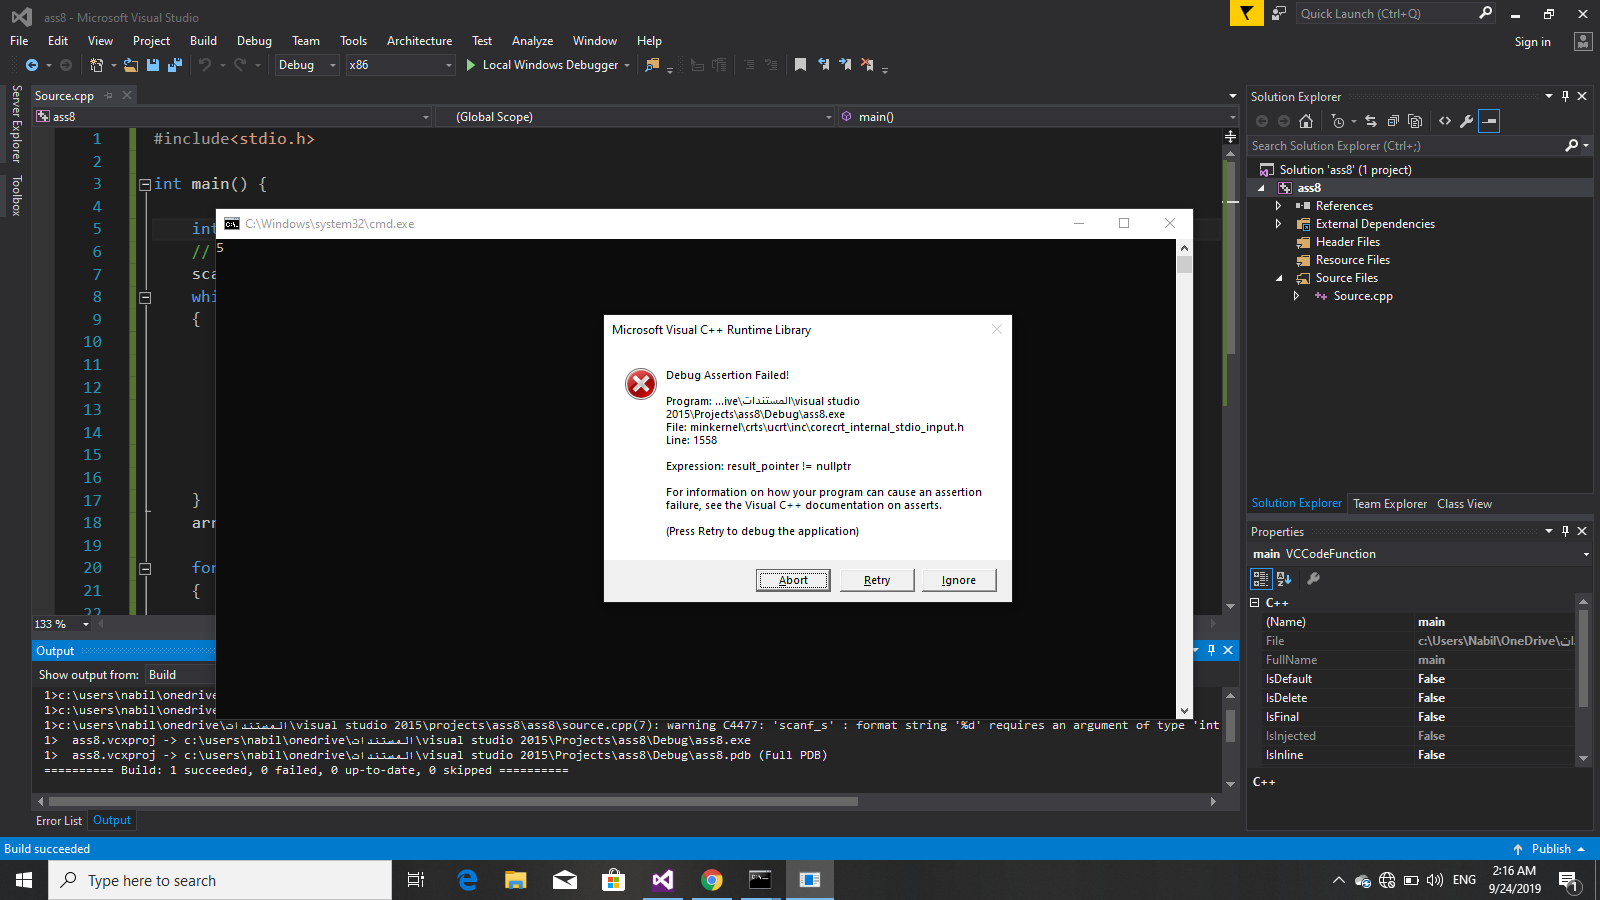 ass8 - Microsoft Visual Studio
Quick Launch (Ctrl+Q)
File Edit View Project Build Debug Team Tools Architecture Test Analyze Window Help
Sign in
Debug x86 Local Windows Debugger
Server Explorer
Toolbox
Source.cpp
ass8 (Global Scope) main()
1 #include<stdio.h>
2
3 int main() {
4
5 int
6 //
7 sca
8 whi
9 {
10
11
12
13
14
15
16
17 }
18 arr
19
20 for
21 {
22
133 %
C:\Windows\system32\cmd.exe
5
Microsoft Visual C++ Runtime Library
Debug Assertion Failed!
Program: ...ive\المستندات\visual studio
2015\Projects\ass8\Debug\ass8.exe
File: minkernel\crts\ucrt\inc\corecrt_internal_stdio_input.h
Line: 1558
Expression: result_pointer != nullptr
For information on how your program can cause an assertion
failure, see the Visual C++ documentation on asserts.
(Press Retry to debug the application)
Abort Retry Ignore
Output
Show output from: Build
1>c:\users\nabil\onedrive
1>c:\users\nabil\onedrive
1>c:\users\nabil\onedrive\المستندات\visual studio 2015\projects\ass8\ass8\source.cpp(7): warning C4477: 'scanf_s' : format string '%d' requires an argument of type 'int
1> ass8.vcxproj -> c:\users\nabil\onedrive\المستندات\visual studio 2015\Projects\ass8\Debug\ass8.exe
1> ass8.vcxproj -> c:\users\nabil\onedrive\المستندات\visual studio 2015\Projects\ass8\Debug\ass8.pdb (Full PDB)
========== Build: 1 succeeded, 0 failed, 0 up-to-date, 0 skipped ==========
Error List Output
Solution Explorer
Search Solution Explorer (Ctrl+;)
Solution 'ass8' (1 project)
ass8
References
External Dependencies
Header Files
Resource Files
Source Files
Source.cpp
Solution Explorer Team Explorer Class View
Properties
main VCCodeFunction
C++
(Name) main
File c:\Users\Nabil\OneDrive\ات...
FullName main
IsDefault False
IsDelete False
IsFinal False
IsInjected False
IsInline False
C++
Build succeeded
Publish
Type here to search
ENG
2:16 AM
9/24/2019
1